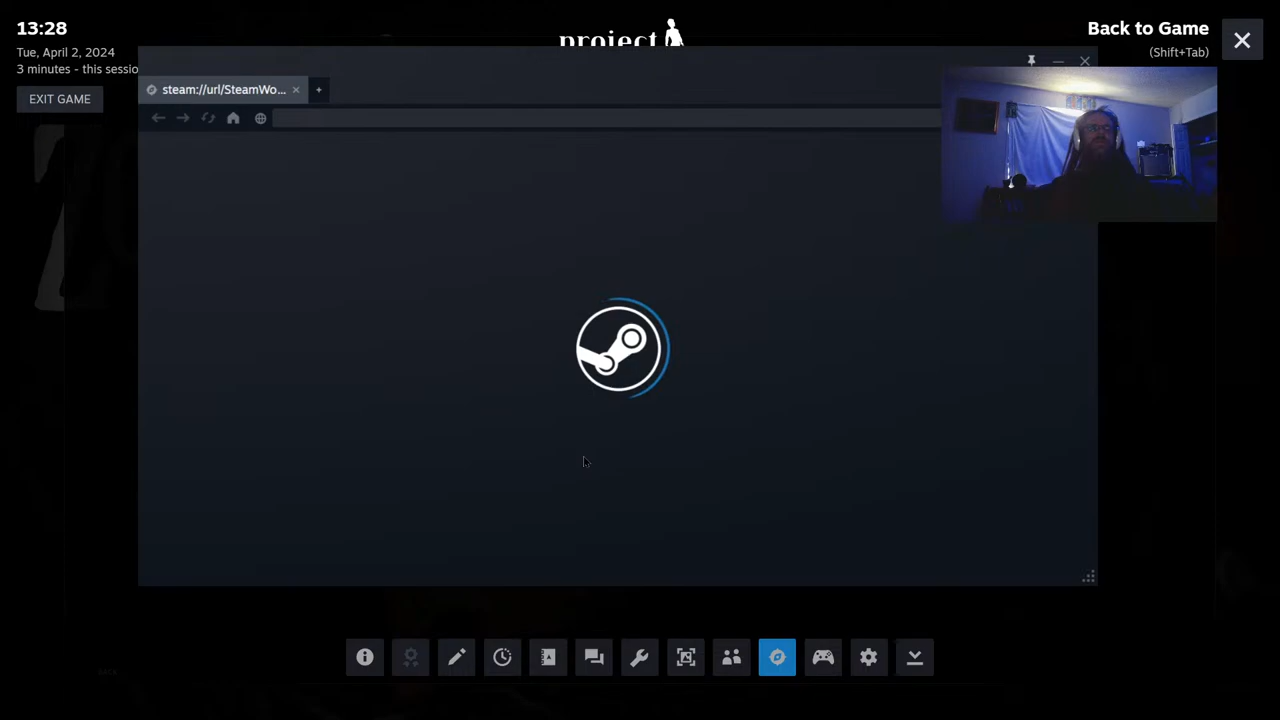 13:28
Tue, April 2, 2024
3 minutes - this sessio
EXIT GAME
project
Back to Game
(Shift+Tab)
steam://url/SteamWo...